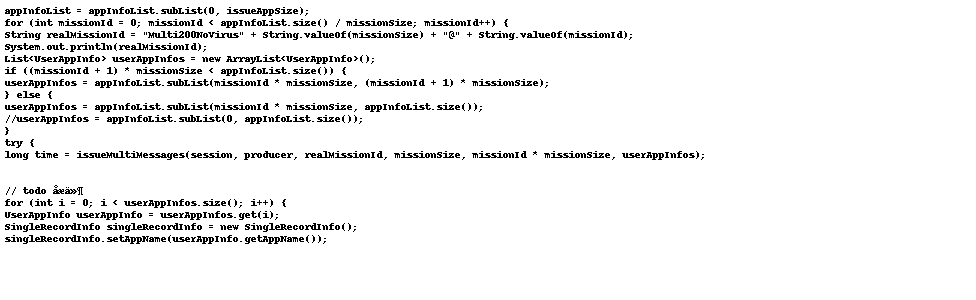 appInfoList = appInfoList.subList(0, issueAppSize);
for (int missionId = 0; missionId < appInfoList.size() / missionSize; missionId++) {
String realMissionId = "Multi200NoVirus" + String.valueOf(missionSize) + "@" + String.valueOf(missionId);
System.out.println(realMissionId);
List<UserAppInfo> userAppInfos = new ArrayList<UserAppInfo>();
if ((missionId + 1) * missionSize < appInfoList.size()) {
userAppInfos = appInfoList.subList(missionId * missionSize, (missionId + 1) * missionSize);
} else {
userAppInfos = appInfoList.subList(missionId * missionSize, appInfoList.size());
//userAppInfos = appInfoList.subList(0, appInfoList.size());
}
try {
long time = issueMultiMessages(session, producer, realMissionId, missionSize, missionId * missionSize, userAppInfos);
// todo
for (int i = 0; i < userAppInfos.size(); i++) {
UserAppInfo userAppInfo = userAppInfos.get(i);
SingleRecordInfo singleRecordInfo = new SingleRecordInfo();
singleRecordInfo.setAppName(userAppInfo.getAppName());